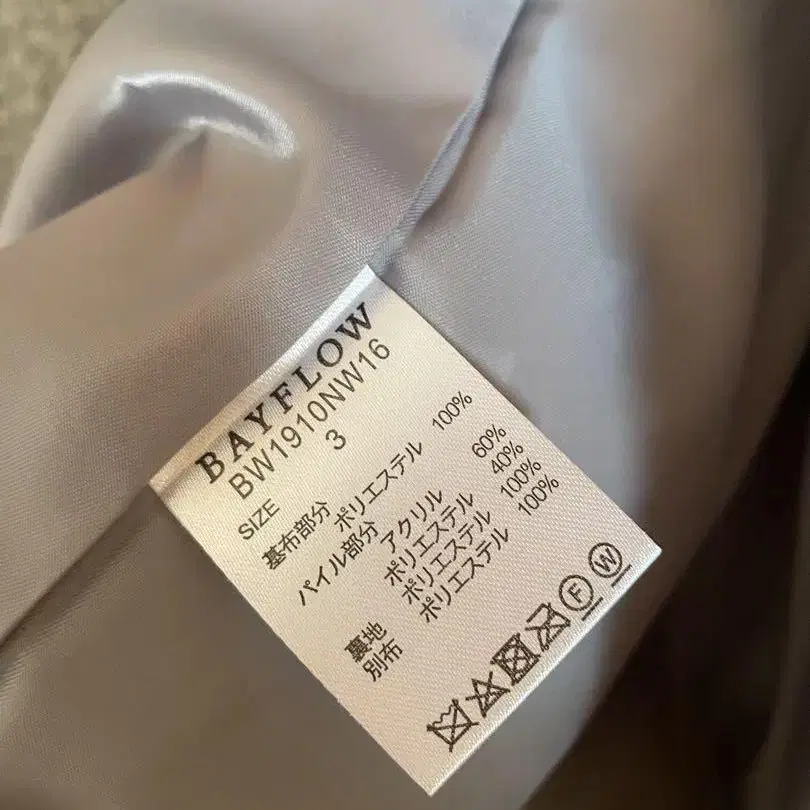 BAYFLOW
BW1910NW16
SIZE 3
基布部分 ポリエステル 100%
パイル部分 アクリル 60%
ポリエステル 40%
裏地 ポリエステル 100%
別布 ポリエステル 100%
F W